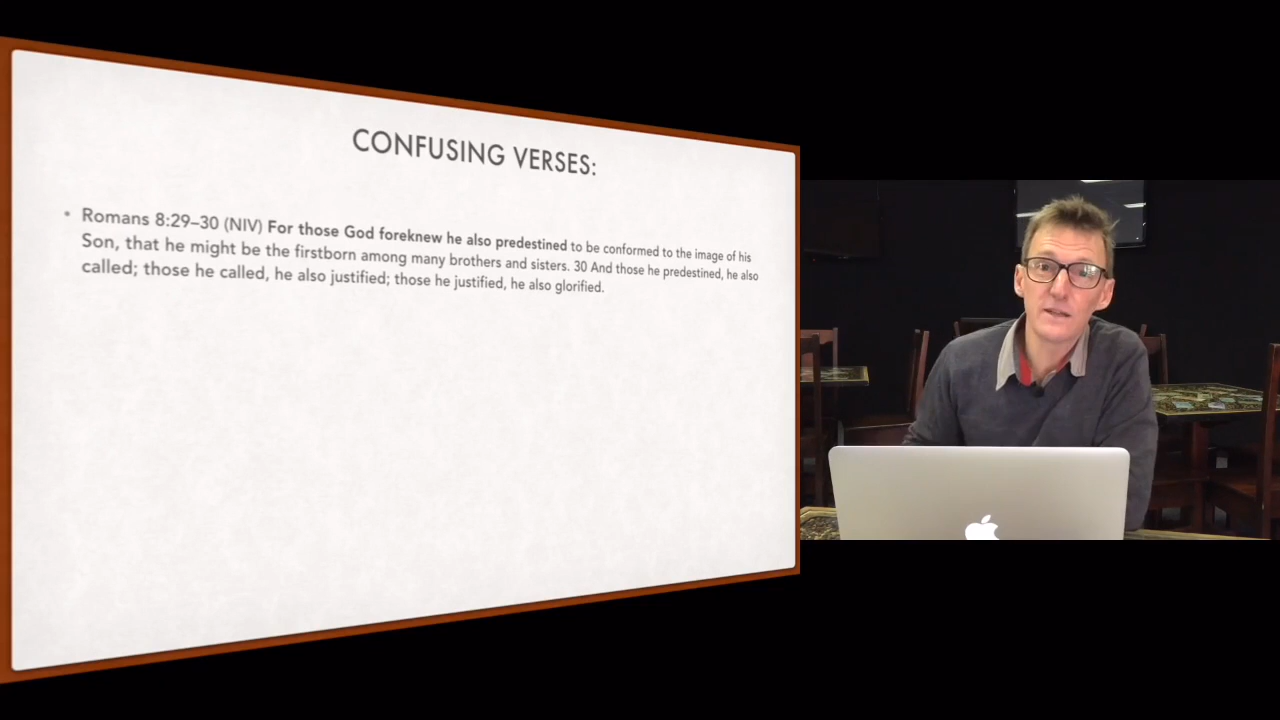 CONFUSING VERSES:
• Romans 8:29–30 (NIV) For those God foreknew he also predestined to be conformed to the image of his
Son, that he might be the firstborn among many brothers and sisters. 30 And those he predestined, he also
called; those he called, he also justified; those he justified, he also glorified.